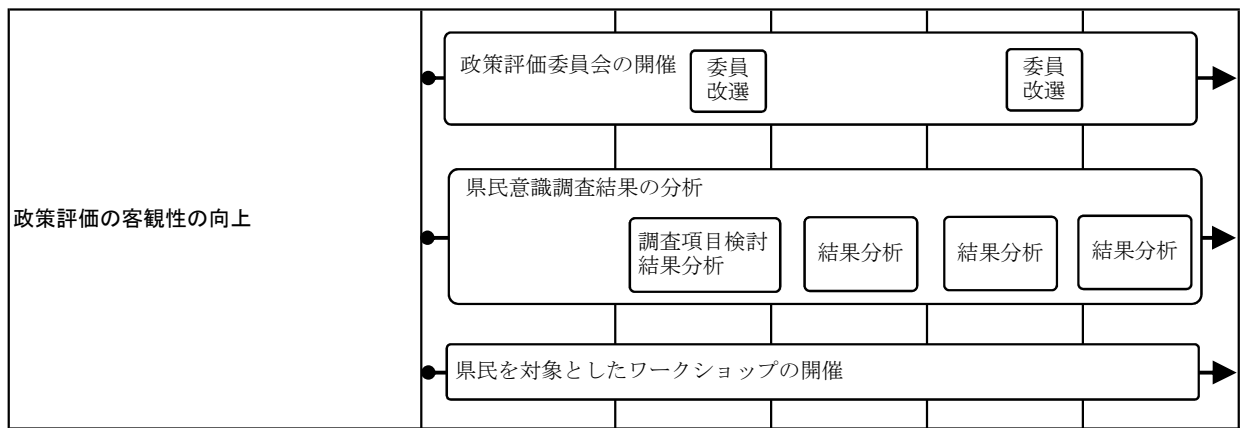 政策評価の客観性の向上
政策評価委員会の開催
委員
改選
委員
改選
県民意識調査結果の分析
調査項目検討
結果分析
結果分析
結果分析
結果分析
県民を対象としたワークショップの開催